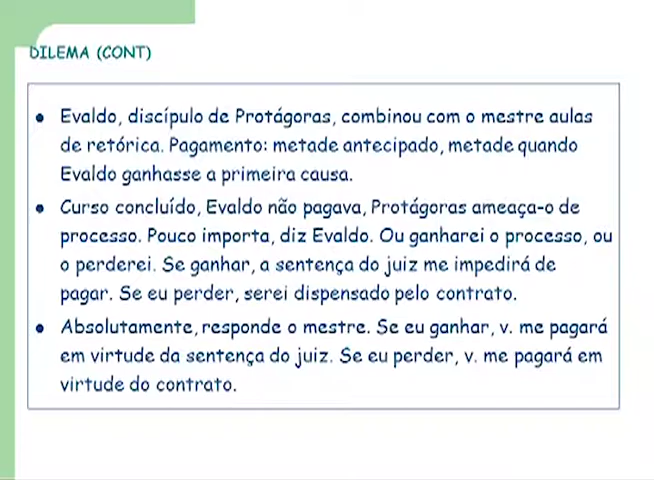 DILEMA (CONT)
• Evaldo, discípulo de Protágoras, combinou com o mestre aulas
de retórica. Pagamento: metade antecipado, metade quando
Evaldo ganhasse a primeira causa.
• Curso concluído, Evaldo não pagava, Protágoras ameaça-o de
processo. Pouco importa, diz Evaldo. Ou ganharei o processo, ou
o perderei. Se ganhar, a sentença do juiz me impedirá de
pagar. Se eu perder, serei dispensado pelo contrato.
• Absolutamente, responde o mestre. Se eu ganhar, v. me pagará
em virtude da sentença do juiz. Se eu perder, v. me pagará em
virtude do contrato.